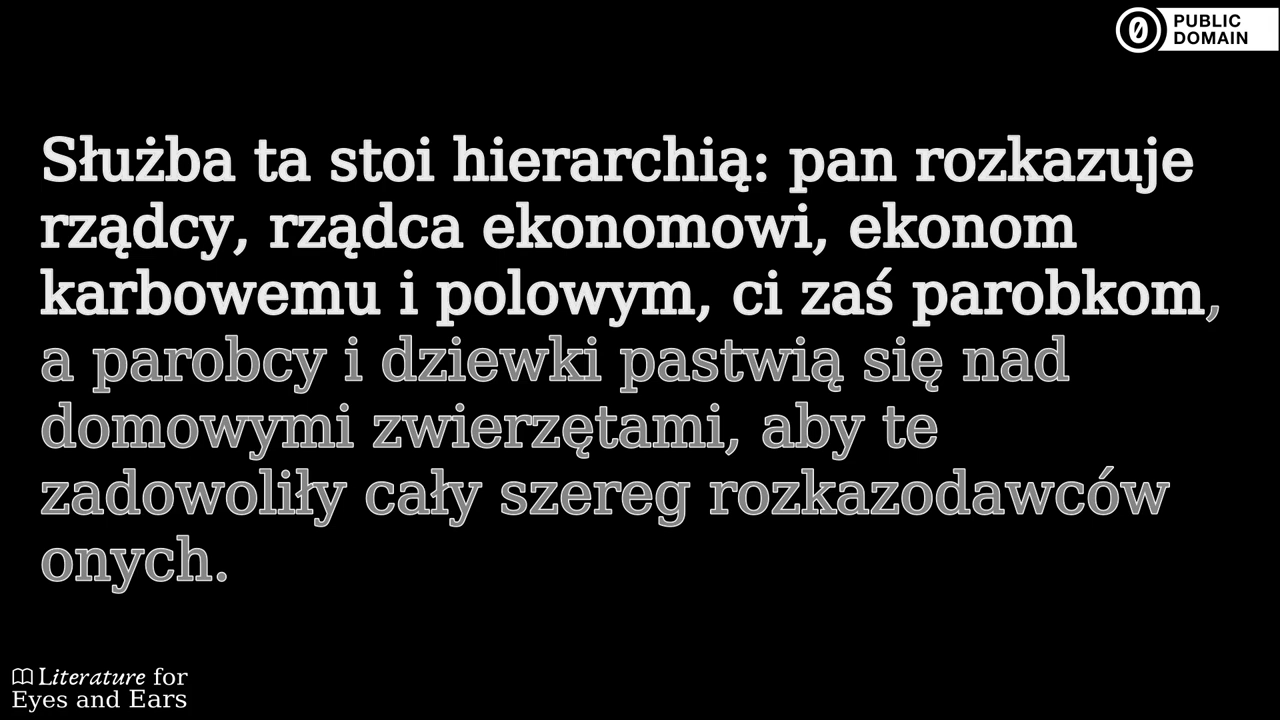 PUBLIC
DOMAIN
Służba ta stoi hierarchią: pan rozkazuje
rządcy, rządca ekonomowi, ekonom
karbowemu i polowym, ci zaś parobkom,
a parobcy i dziewki pastwią się nad
domowymi zwierzętami, aby te
zadowoliły cały szereg rozkazodawców
onych.
Literature for
Eyes and Ears